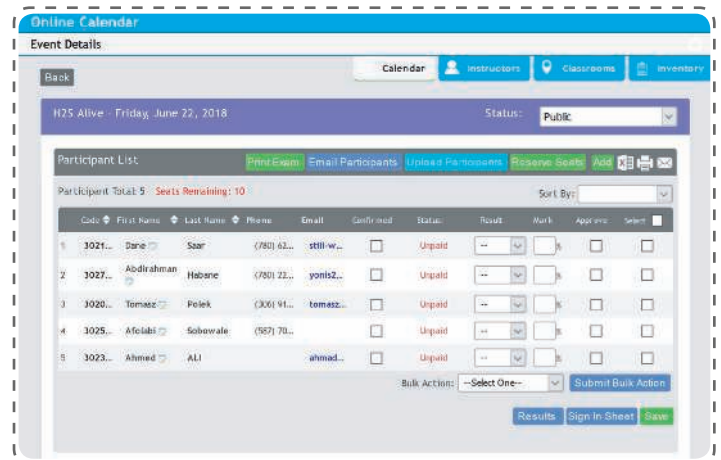 Online Calendar
Event Details
Back
Calendar Instructors Classrooms Inventory
H2S Alive - Friday, June 22, 2018 Status: Public
Participant List Print Exam Email Participants Upload Participants Reserve Seats Add
Participant Total: 5 Seats Remaining: 10 Sort By:
Code First Name Last Name Phone Email Confirmed Status Result Mark Approve Select
1 3021... Dane Saar (780) 62... still-w... Unpaid -- %
2 3027... Abdirahman Habane (780) 22... yonis2... Unpaid -- %
3 3020... Tomasz Polek (306) 91... tomasz... Unpaid -- %
4 3025... Afolabi Sobowale (587) 70... Unpaid -- %
5 3023... Ahmed ALI ahmad... Unpaid -- %
Bulk Action: --Select One-- Submit Bulk Action
Results Sign In Sheet Save